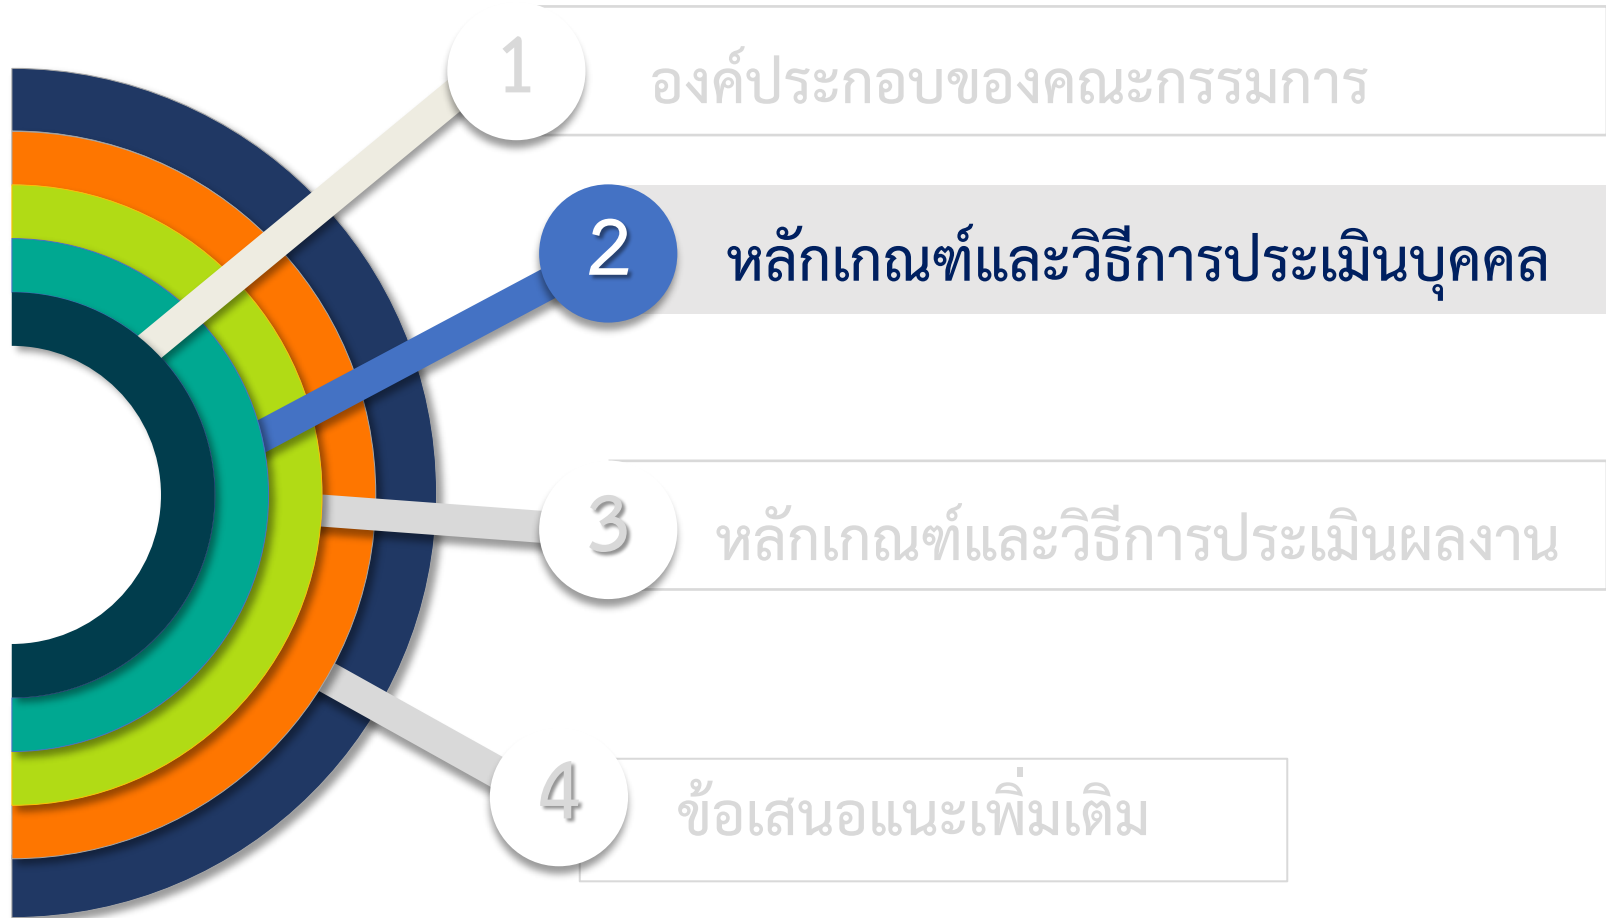 1 องค์ประกอบของคณะกรรมการ
2 หลักเกณฑ์และวิธีการประเมินบุคคล
3 หลักเกณฑ์และวิธีการประเมินผลงาน
4 ข้อเสนอแนะเพิ่มเติม